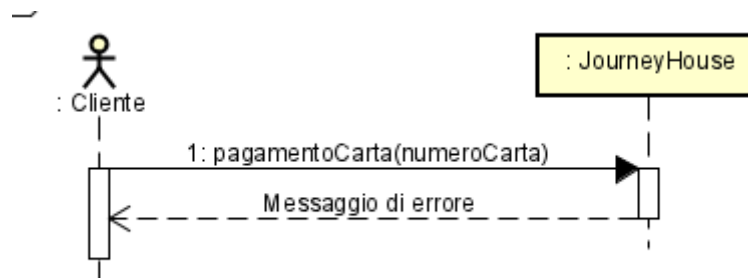 : JourneyHouse
: Cliente
1: pagamentoCarta(numeroCarta)
Messaggio di errore